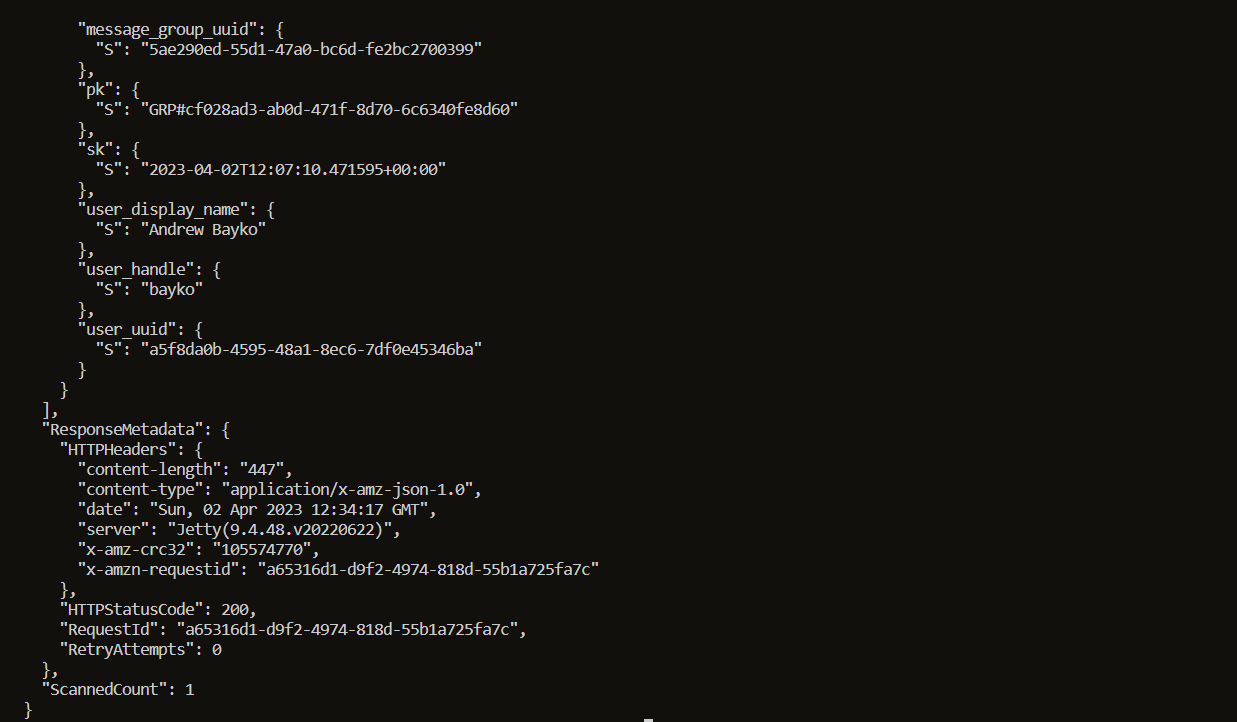 "message_group_uuid": {
"S": "5ae290ed-55d1-47a0-bc6d-fe2bc2700399"
},
"pk": {
"S": "GRP#cf028ad3-ab0d-471f-8d70-6c6340fe8d60"
},
"sk": {
"S": "2023-04-02T12:07:10.471595+00:00"
},
"user_display_name": {
"S": "Andrew Bayko"
},
"user_handle": {
"S": "bayko"
},
"user_uuid": {
"S": "a5f8da0b-4595-48a1-8ec6-7df0e45346ba"
}
}
],
"ResponseMetadata": {
"HTTPHeaders": {
"content-length": "447",
"content-type": "application/x-amz-json-1.0",
"date": "Sun, 02 Apr 2023 12:34:17 GMT",
"server": "Jetty(9.4.48.v20220622)",
"x-amz-crc32": "105574770",
"x-amzn-requestid": "a65316d1-d9f2-4974-818d-55b1a725fa7c"
},
"HTTPStatusCode": 200,
"RequestId": "a65316d1-d9f2-4974-818d-55b1a725fa7c",
"RetryAttempts": 0
},
"ScannedCount": 1
}